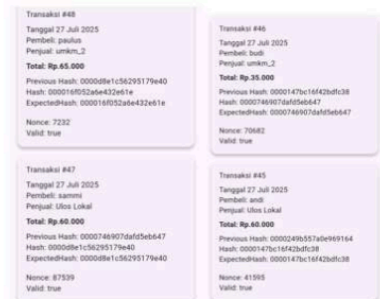 Transaksi #48
Tanggal 27 Juli 2025
Pembeli: paulus
Penjual: umkm_2
Total: Rp.65.000
Previous Hash: 0000d8e1c56295179e40
Hash: 000016f052a6e432e61e
ExpectedHash: 000016f052a6e432e61e
Nonce: 7232
Valid: true
Transaksi #46
Tanggal 27 Juli 2025
Pembeli: budi
Penjual: umkm_2
Total: Rp.35.000
Previous Hash: 0000147bc16f42bdfc38
Hash: 0000746907dafd5eb647
ExpectedHash: 0000746907dafd5eb647
Nonce: 70682
Valid: true
Transaksi #47
Tanggal 27 Juli 2025
Pembeli: sammi
Penjual: Ulos Lokal
Total: Rp.60.000
Previous Hash: 0000746907dafd5eb647
Hash: 0000d8e1c56295179e40
ExpectedHash: 0000d8e1c56295179e40
Nonce: 87539
Valid: true
Transaksi #45
Tanggal 27 Juli 2025
Pembeli: andi
Penjual: Ulos Lokal
Total: Rp.60.000
Previous Hash: 0000249b557a0e969164
Hash: 0000147bc16f42bdfc38
ExpectedHash: 0000147bc16f42bdfc38
Nonce: 41595
Valid: true